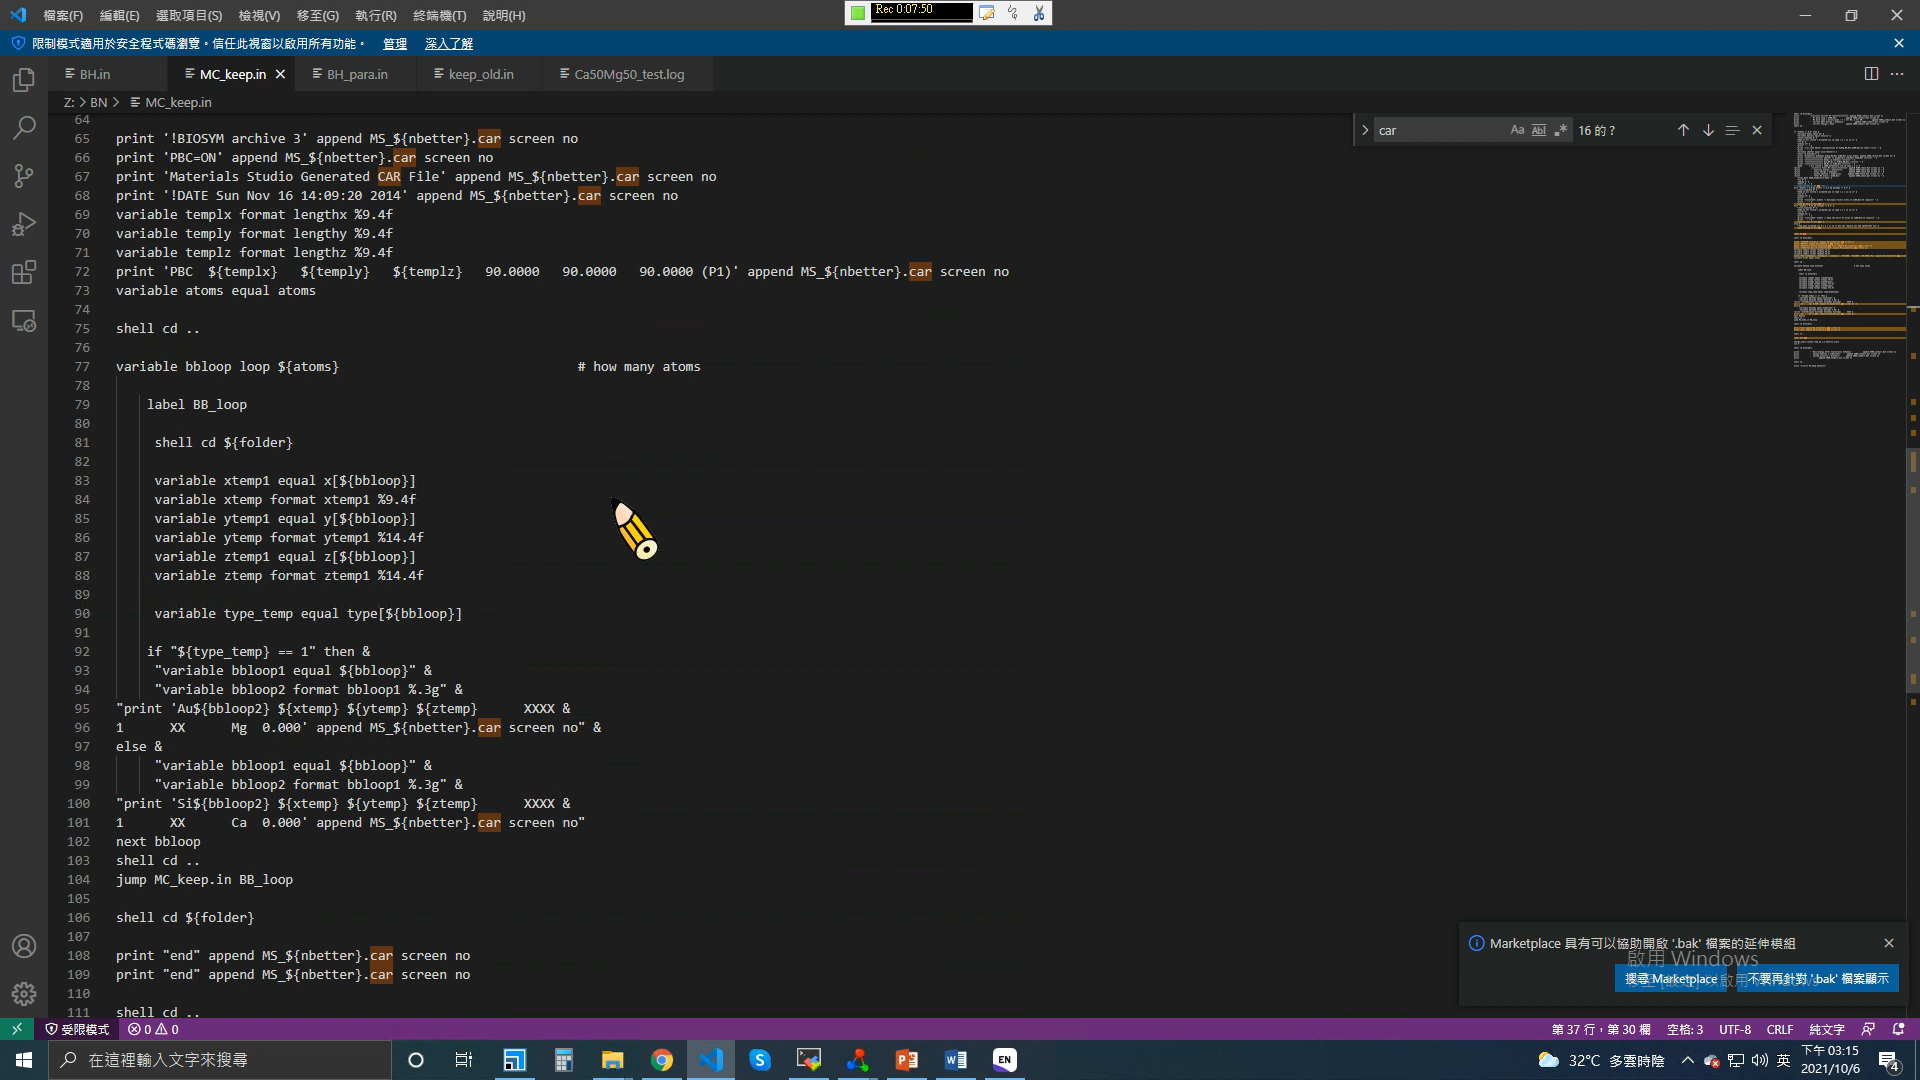 檔案(F) 編輯(E) 選取項目(S) 檢視(V) 移至(G) 執行(R) 終端機(T) 說明(H)
Rec 0:07:50
限制模式適用於安全程式碼瀏覽。信任此視窗以啟用所有功能。 管理 深入了解
BH.in MC_keep.in BH_para.in keep_old.in Ca50Mg50_test.log
Z: > BN > MC_keep.in
car Aa Abl .* 16 的 ?
64
65 print '!BIOSYM archive 3' append MS_${nbetter}.car screen no
66 print 'PBC=ON' append MS_${nbetter}.car screen no
67 print 'Materials Studio Generated CAR File' append MS_${nbetter}.car screen no
68 print '!DATE Sun Nov 16 14:09:20 2014' append MS_${nbetter}.car screen no
69 variable templx format lengthx %9.4f
70 variable temply format lengthy %9.4f
71 variable templz format lengthz %9.4f
72 print 'PBC  ${templx}   ${temply}   ${templz}   90.0000   90.0000   90.0000 (P1)' append MS_${nbetter}.car screen no
73 variable atoms equal atoms
74
75 shell cd ..
76
77 variable bbloop loop ${atoms}                               # how many atoms
78
79     label BB_loop
80
81      shell cd ${folder}
82
83      variable xtemp1 equal x[${bbloop}]
84      variable xtemp format xtemp1 %9.4f
85      variable ytemp1 equal y[${bbloop}]
86      variable ytemp format ytemp1 %14.4f
87      variable ztemp1 equal z[${bbloop}]
88      variable ztemp format ztemp1 %14.4f
89
90      variable type_temp equal type[${bbloop}]
91
92     if "${type_temp} == 1" then &
93      "variable bbloop1 equal ${bbloop}" &
94      "variable bbloop2 format bbloop1 %.3g" &
95 "print 'Au${bbloop2} ${xtemp} ${ytemp} ${ztemp}      XXXX &
96 1      XX      Mg  0.000' append MS_${nbetter}.car screen no" &
97 else &
98      "variable bbloop1 equal ${bbloop}" &
99      "variable bbloop2 format bbloop1 %.3g" &
100 "print 'Si${bbloop2} ${xtemp} ${ytemp} ${ztemp}      XXXX &
101 1      XX      Ca  0.000' append MS_${nbetter}.car screen no"
102 next bbloop
103 shell cd ..
104 jump MC_keep.in BB_loop
105
106 shell cd ${folder}
107
108 print "end" append MS_${nbetter}.car screen no
109 print "end" append MS_${nbetter}.car screen no
110
111 shell cd ..
Marketplace 具有可以協助開啟 '.bak' 檔案的延伸模組
啟用 Windows
搜尋 Marketplace 不要再針對 '.bak' 檔案顯示
受限模式 0 0 第 37 行，第 30 欄 空格: 3 UTF-8 CRLF 純文字
在這裡輸入文字來搜尋
EN
32°C 多雲時陰 英 下午 03:15
2021/10/6
4